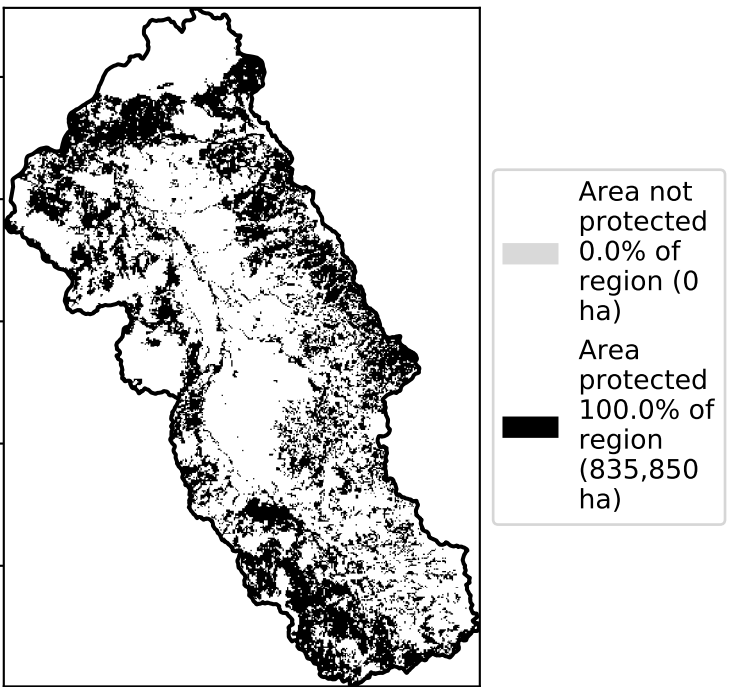 Area not
protected
0.0% of
region (0
ha)
Area
protected
100.0% of
region
(835,850
ha)